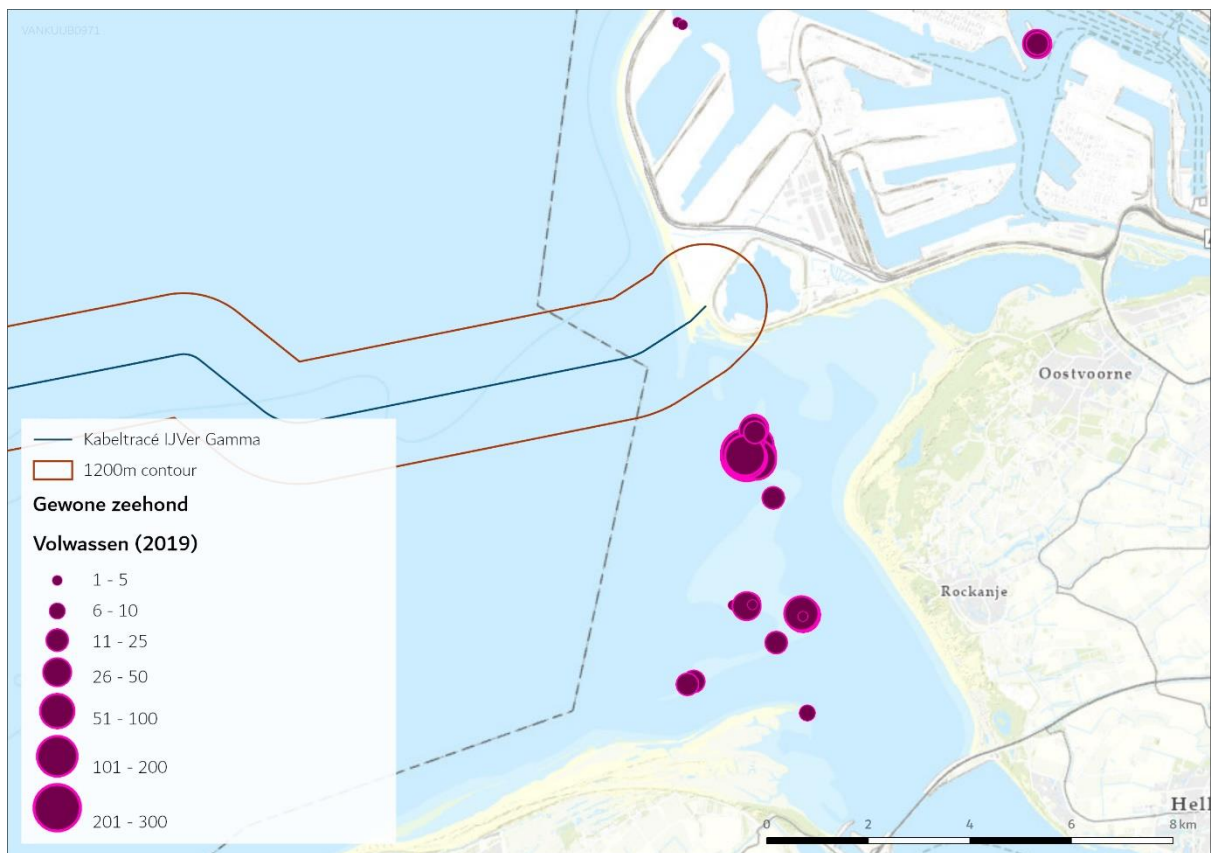 VANKUUB0971
Oostvoorne
Kabeltracé IJVer Gamma
1200m contour
Gewone zeehond
Volwassen (2019)
1 - 5
6 - 10
11 - 25
26 - 50
51 - 100
101 - 200
201 - 300
Rockanje
Hell
0 2 4 6 8 km